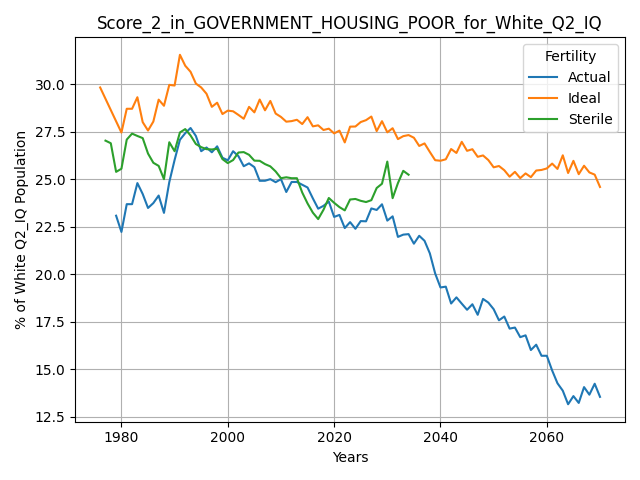 Score_2_in_GOVERNMENT_HOUSING_POOR_for_White_Q2_IQ
Fertility
Actual
Ideal
Sterile
% of White Q2_IQ Population
30.0
27.5
25.0
22.5
20.0
17.5
15.0
12.5
1980
2000
2020
2040
2060
Years